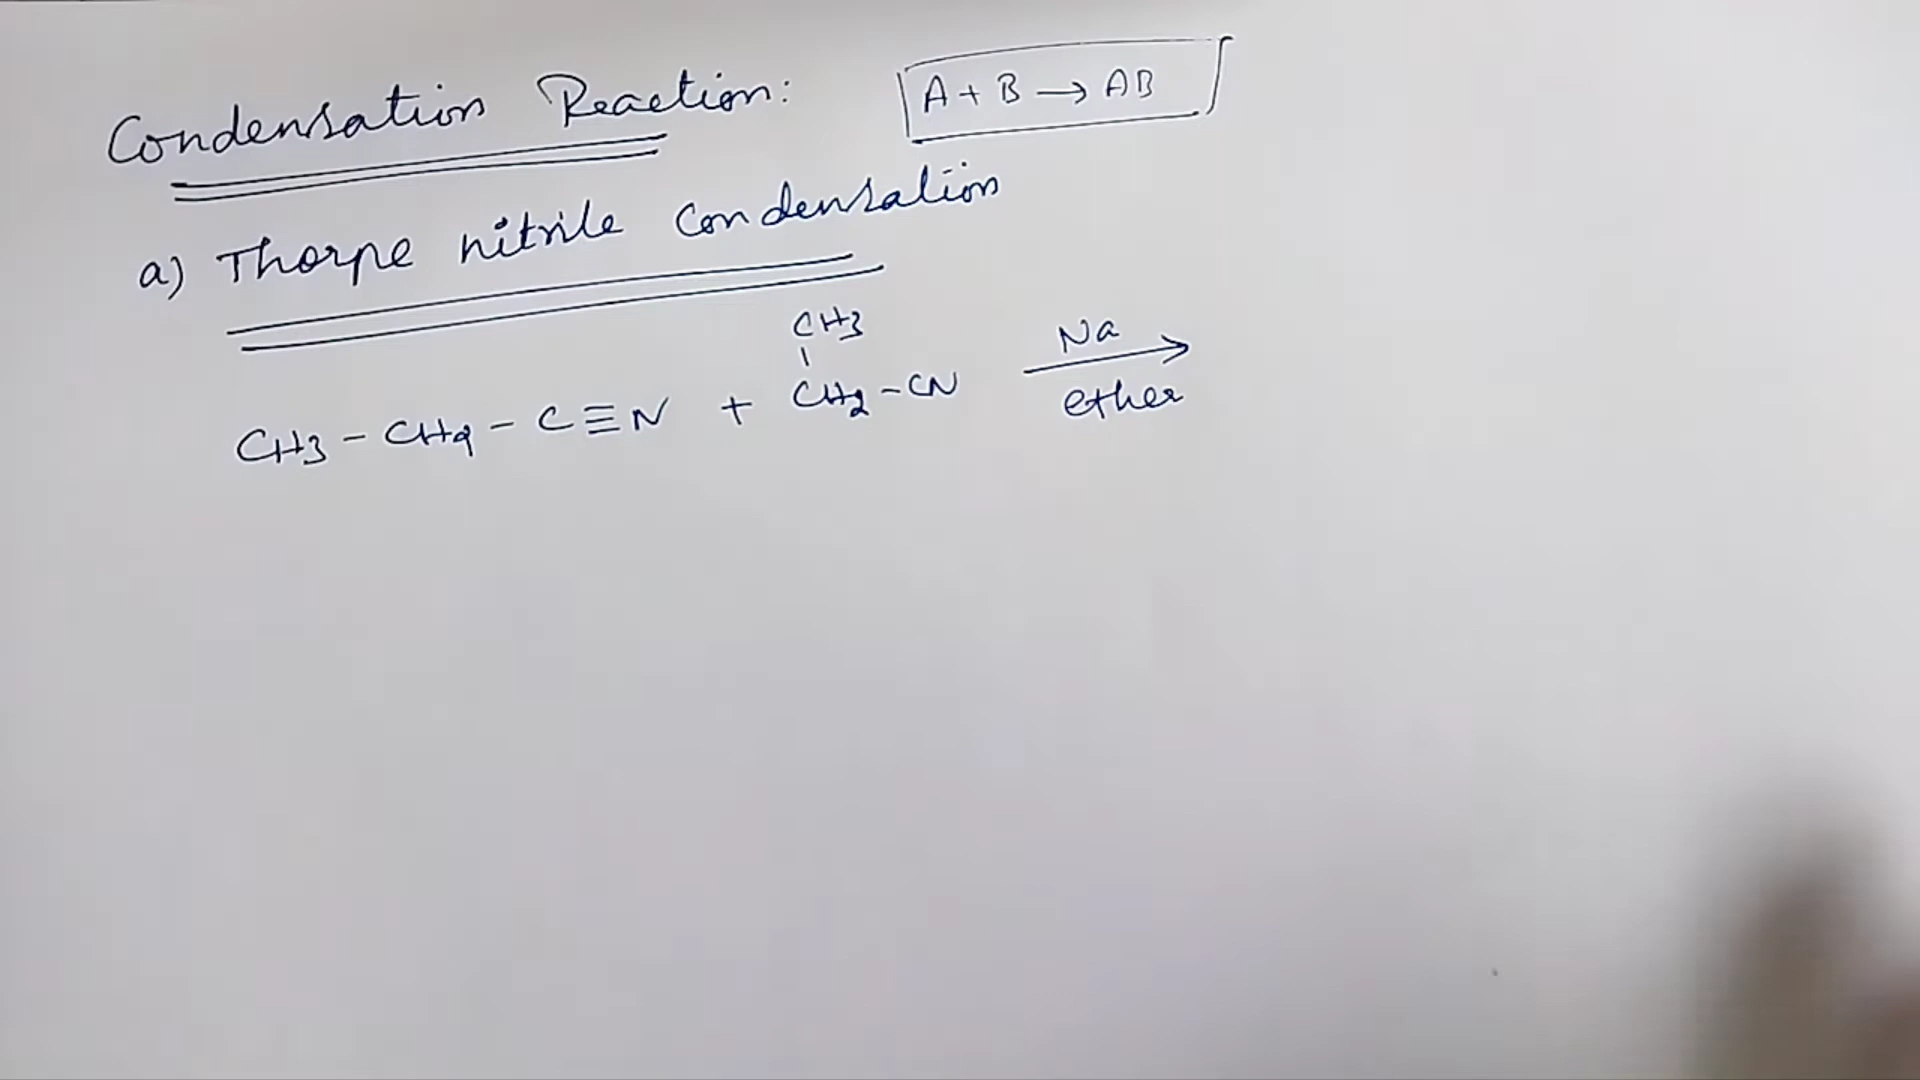 Condensation Reaction:
A + B → AB
a) Thorpe nitrile Condensation
CH3
|
CH3 - CH2 - C≡N + CH2 - CN
Na
→
ether